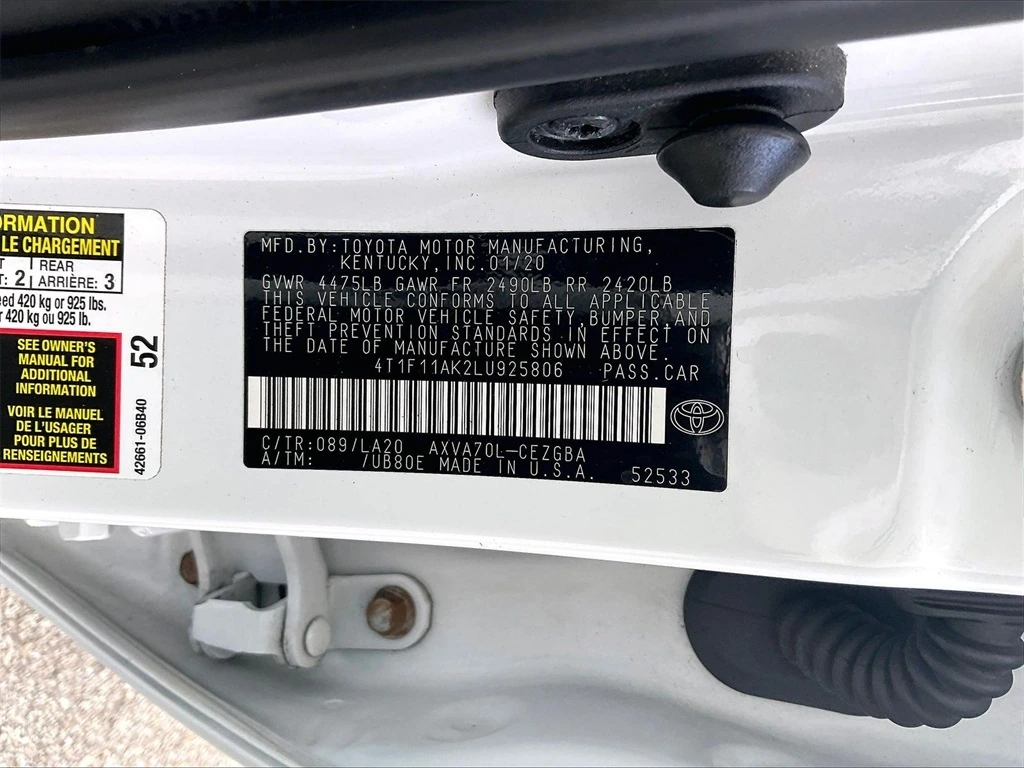 ORMATION
LE CHARGEMENT
REAR
: 2 ARRIÈRE: 3
eed 420 kg or 925 lbs.
r 420 kg ou 925 lb.
SEE OWNER'S
MANUAL FOR
ADDITIONAL
INFORMATION
VOIR LE MANUEL
DE L'USAGER
POUR PLUS DE
RENSEIGNEMENTS
52
42661-06B40
MFD.BY:TOYOTA MOTOR MANUFACTURING,
KENTUCKY, INC.01/20
GVWR 4475LB GAWR FR 2490LB RR 2420LB
THIS VEHICLE CONFORMS TO ALL APPLICABLE
FEDERAL MOTOR VEHICLE SAFETY,BUMPER,AND
THEFT PREVENTION STANDARDS IN EFFECT ON
THE DATE OF MANUFACTURE SHOWN ABOVE.
4T1F11AK2LU925806 PASS.CAR
C/TR:089/LA20 AXVA70L-CEZGBA
A/TM: 7UB80E MADE IN U.S.A.
52533